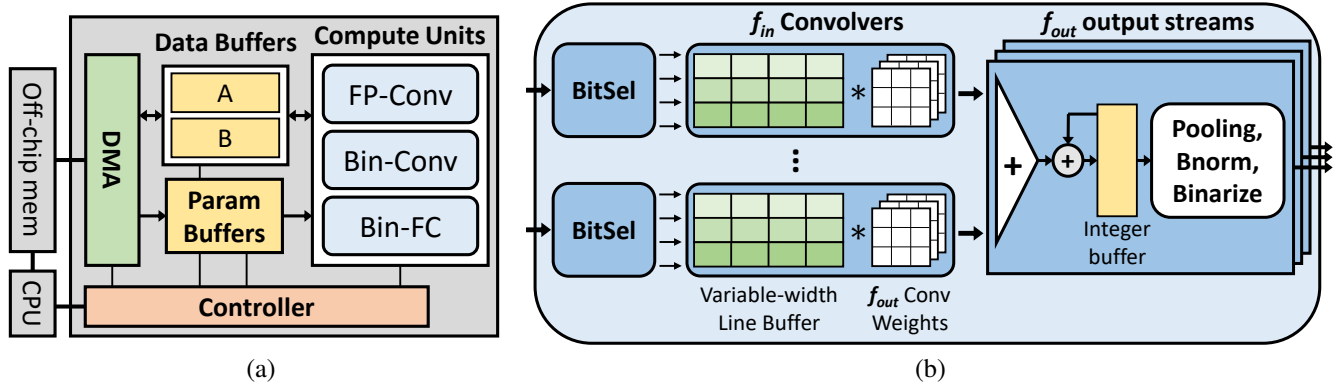 Off-chip mem
CPU
DMA
Data Buffers
A
B
Param
Buffers
Compute Units
FP-Conv
Bin-Conv
Bin-FC
Controller
(a)
f_in Convolvers
f_out output streams
BitSel
*
BitSel
*
Variable-width
Line Buffer
f_out Conv
Weights
+
+
Integer
buffer
Pooling,
Bnorm,
Binarize
(b)